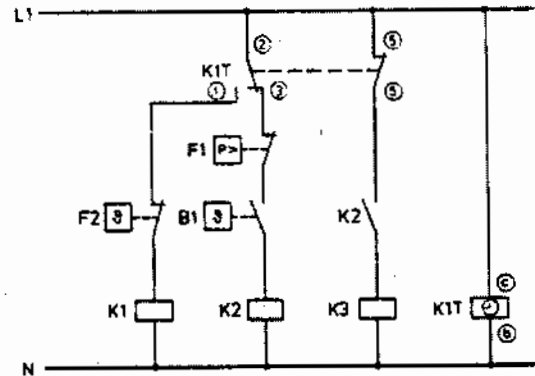 L1
② ⑤
K1T
① ③ ⑤
F1 P>
F2 ϑ B1 ϑ K2
K1 K2 K3 K1T
ⓒ
ⓑ
N